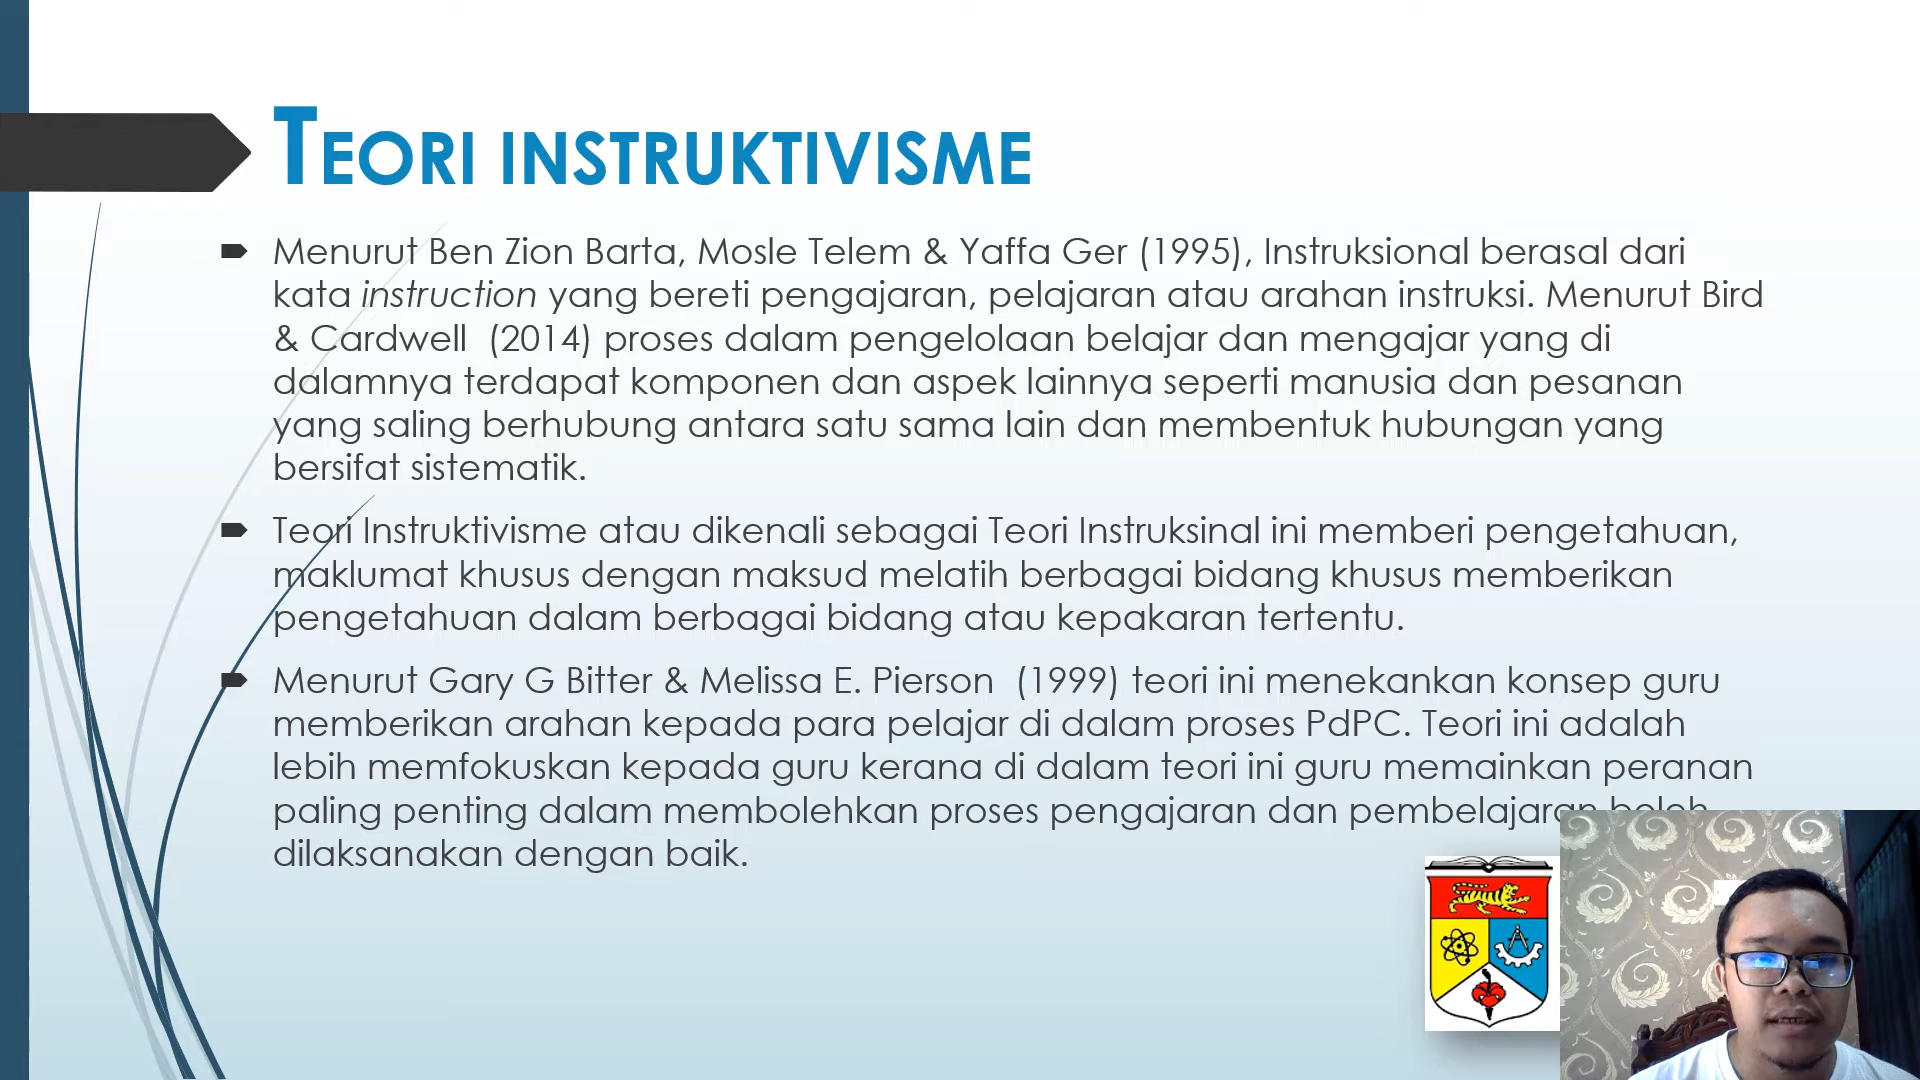 TEORI INSTRUKTIVISME
Menurut Ben Zion Barta, Mosle Telem & Yaffa Ger (1995), Instruksional berasal dari
kata instruction yang bereti pengajaran, pelajaran atau arahan instruksi. Menurut Bird
& Cardwell (2014) proses dalam pengelolaan belajar dan mengajar yang di
dalamnya terdapat komponen dan aspek lainnya seperti manusia dan pesanan
yang saling berhubung antara satu sama lain dan membentuk hubungan yang
bersifat sistematik.
Teori Instruktivisme atau dikenali sebagai Teori Instruksinal ini memberi pengetahuan,
maklumat khusus dengan maksud melatih berbagai bidang khusus memberikan
pengetahuan dalam berbagai bidang atau kepakaran tertentu.
Menurut Gary G Bitter & Melissa E. Pierson (1999) teori ini menekankan konsep guru
memberikan arahan kepada para pelajar di dalam proses PdPC. Teori ini adalah
lebih memfokuskan kepada guru kerana di dalam teori ini guru memainkan peranan
paling penting dalam membolehkan proses pengajaran dan pembelajaran boleh
dilaksanakan dengan baik.